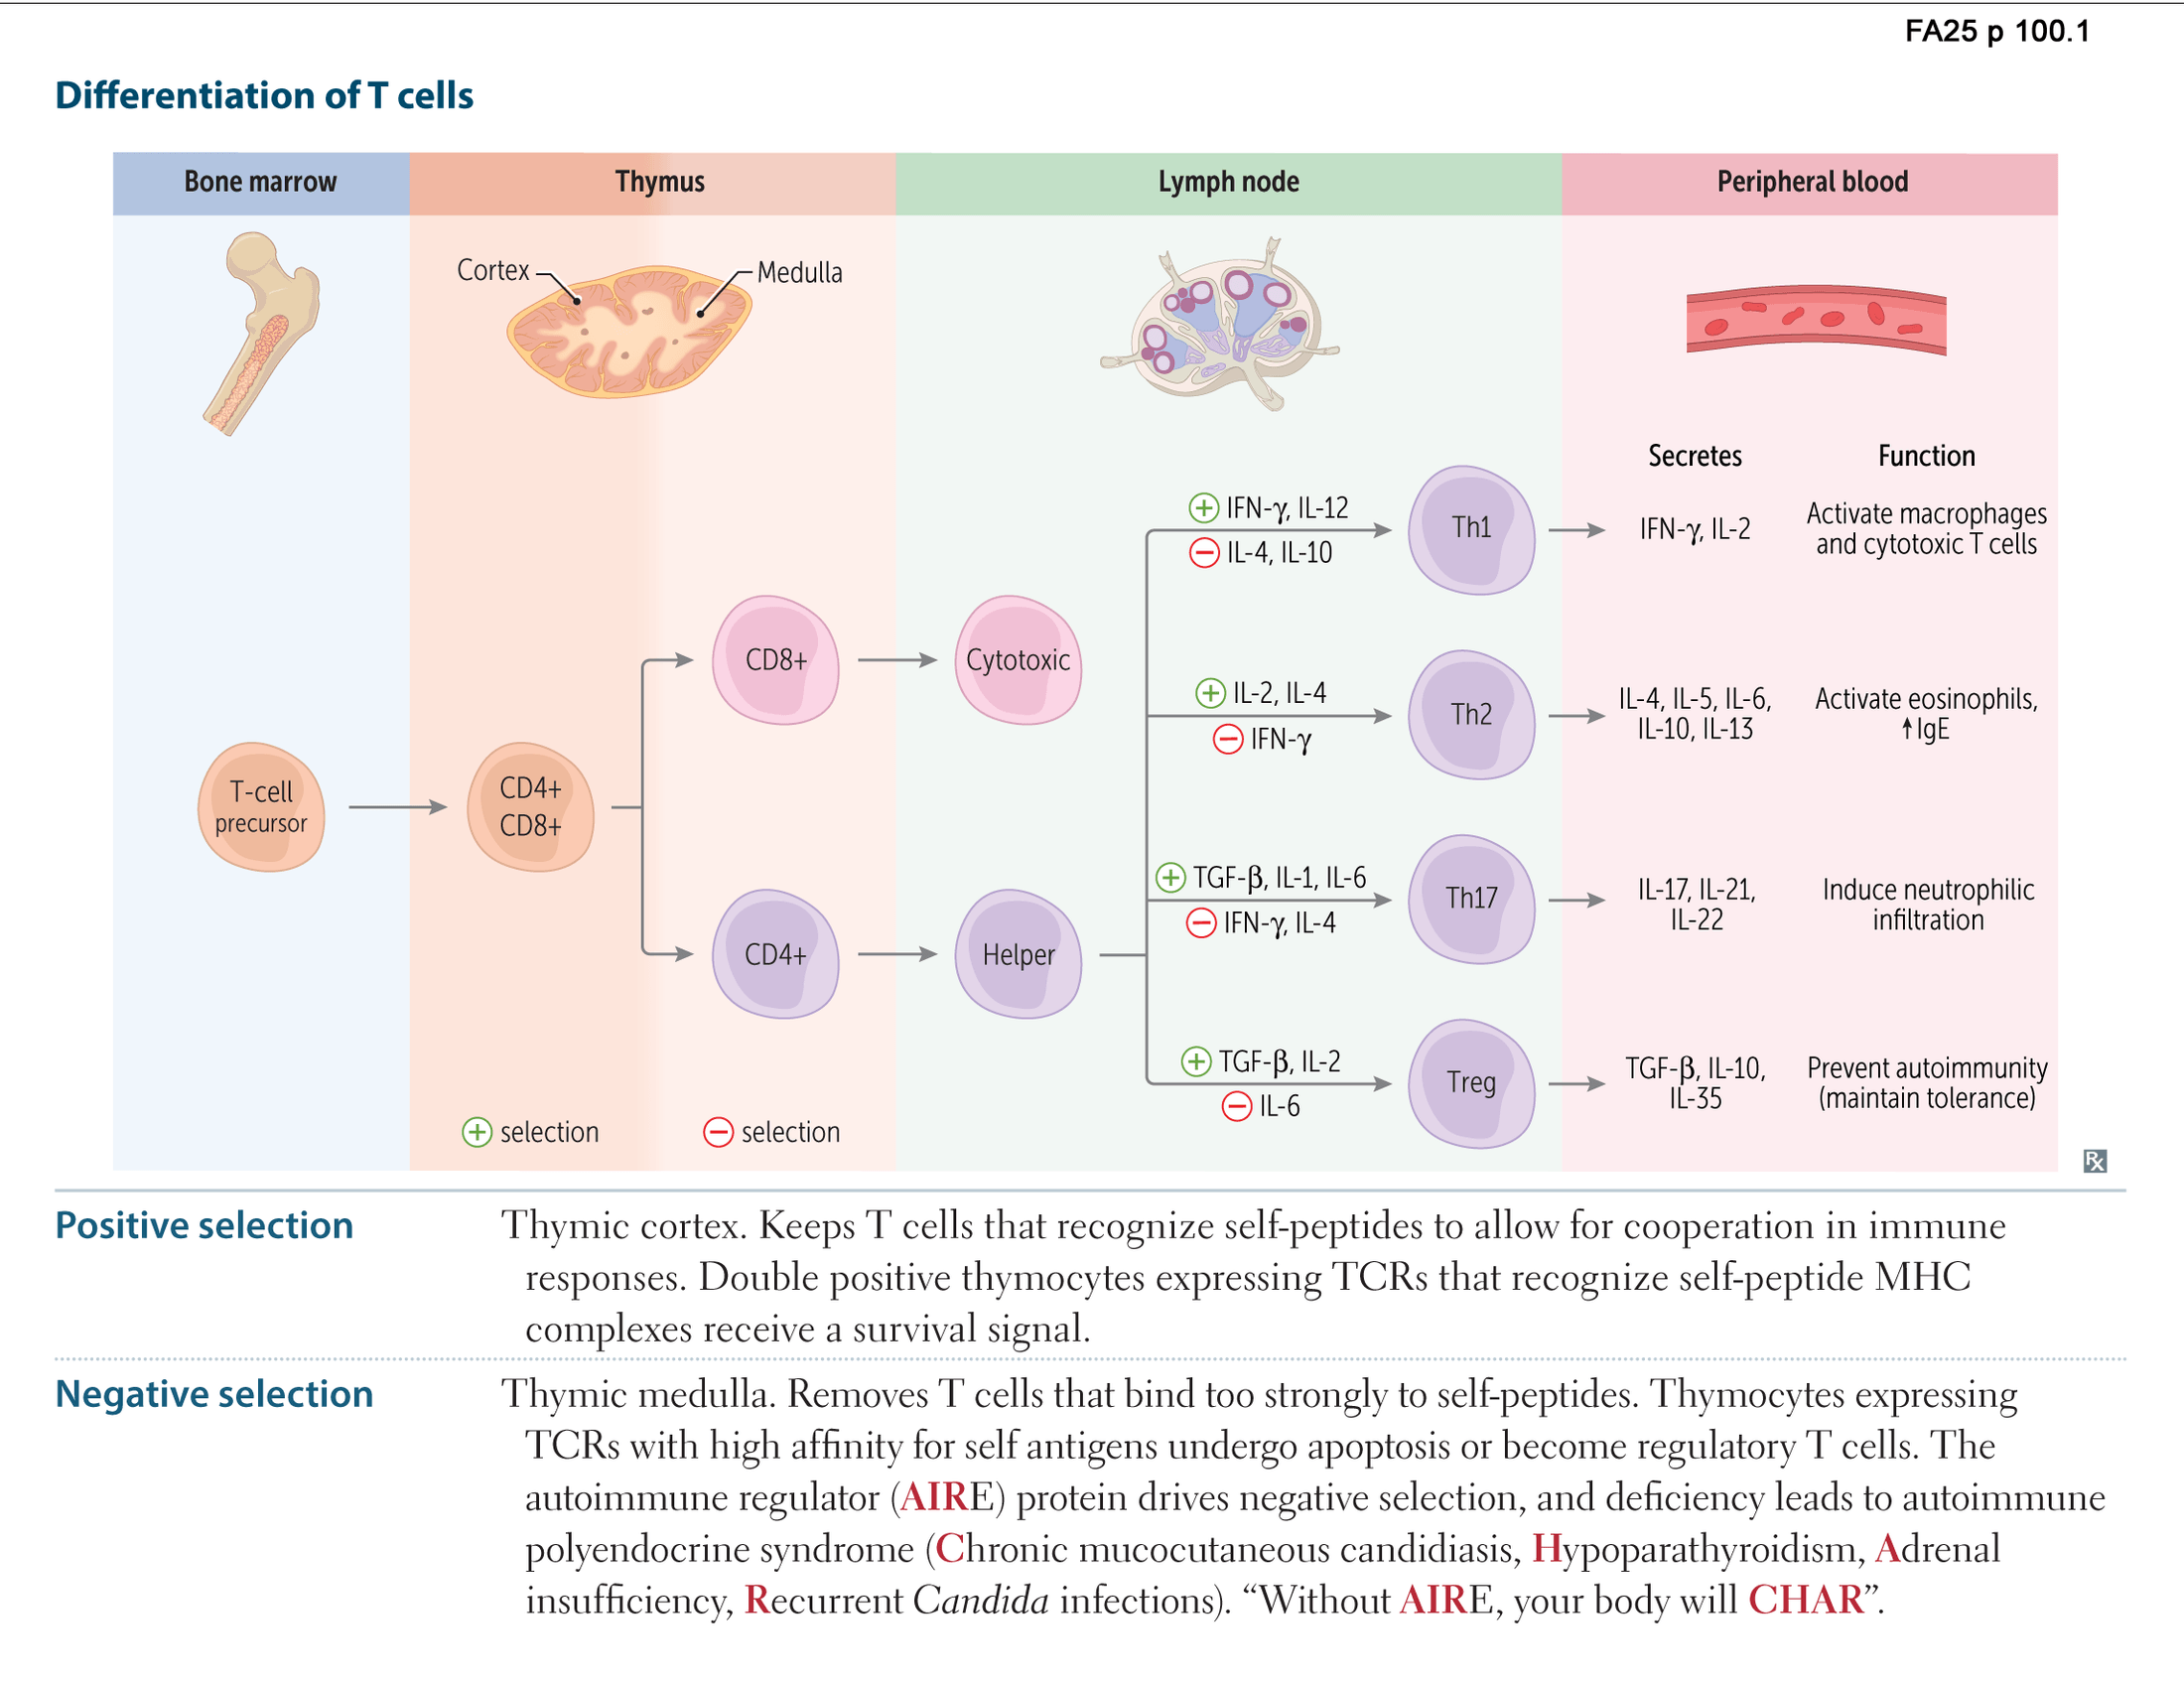 FA25 p 100.1
Differentiation of T cells
Bone marrow
Thymus
Lymph node
Peripheral blood
Cortex
Medulla
Secretes
Function
T-cell
precursor
CD4+
CD8+
CD8+
CD4+
Cytotoxic
Helper
+ IFN-γ, IL-12
− IL-4, IL-10
Th1
IFN-γ, IL-2
Activate macrophages
and cytotoxic T cells
+ IL-2, IL-4
− IFN-γ
Th2
IL-4, IL-5, IL-6,
IL-10, IL-13
Activate eosinophils,
↑ IgE
+ TGF-β, IL-1, IL-6
− IFN-γ, IL-4
Th17
IL-17, IL-21,
IL-22
Induce neutrophilic
infiltration
+ TGF-β, IL-2
− IL-6
Treg
TGF-β, IL-10,
IL-35
Prevent autoimmunity
(maintain tolerance)
+ selection
− selection
Rx
Positive selection
Thymic cortex. Keeps T cells that recognize self-peptides to allow for cooperation in immune
responses. Double positive thymocytes expressing TCRs that recognize self-peptide MHC
complexes receive a survival signal.
Negative selection
Thymic medulla. Removes T cells that bind too strongly to self-peptides. Thymocytes expressing
TCRs with high affinity for self antigens undergo apoptosis or become regulatory T cells. The
autoimmune regulator (AIRE) protein drives negative selection, and deficiency leads to autoimmune
polyendocrine syndrome (Chronic mucocutaneous candidiasis, Hypoparathyroidism, Adrenal
insufficiency, Recurrent Candida infections). “Without AIRE, your body will CHAR”.